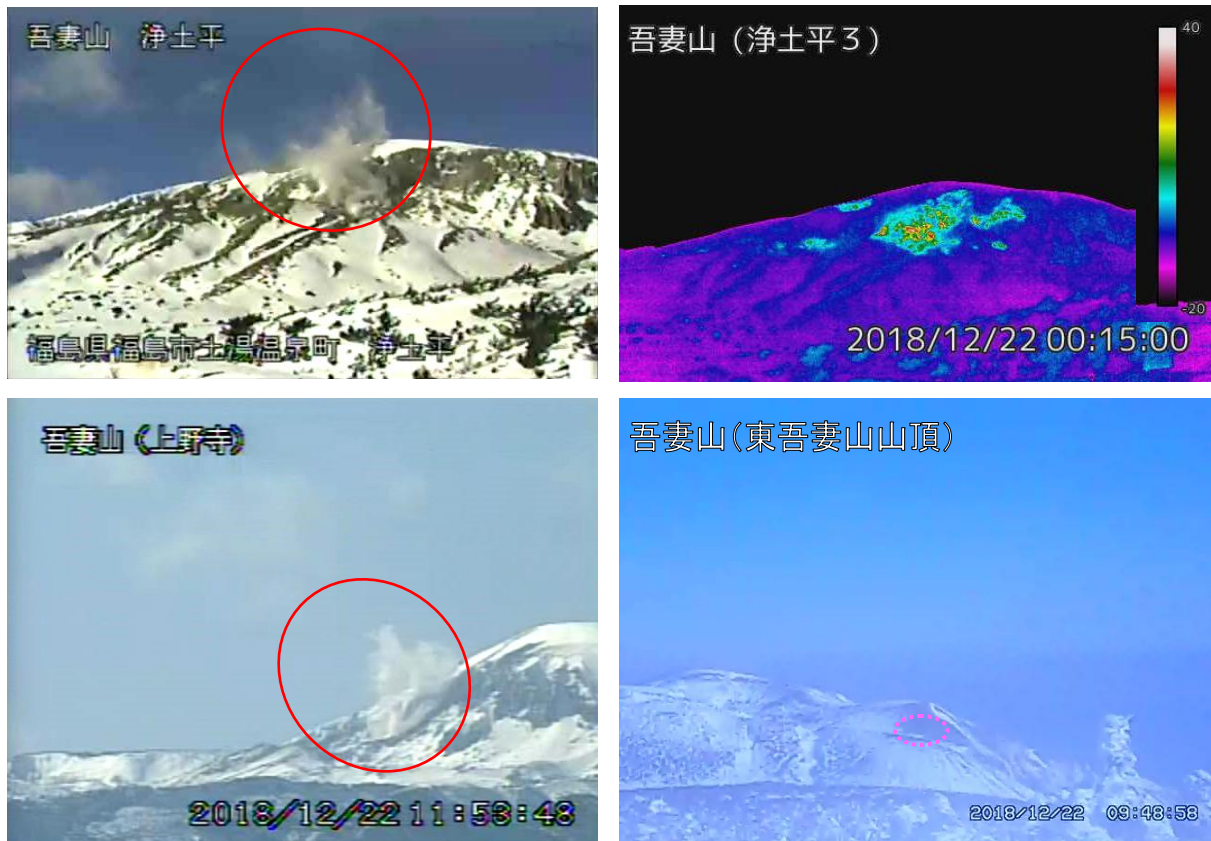 吾妻山 浄土平
福島県福島市土湯温泉町 浄土平
吾妻山（浄土平３）
40
-20
2018/12/22 00:15:00
吾妻山（上野寺）
2018/12/22 11:53:48
吾妻山（東吾妻山山頂）
2018/12/22 09:48:58